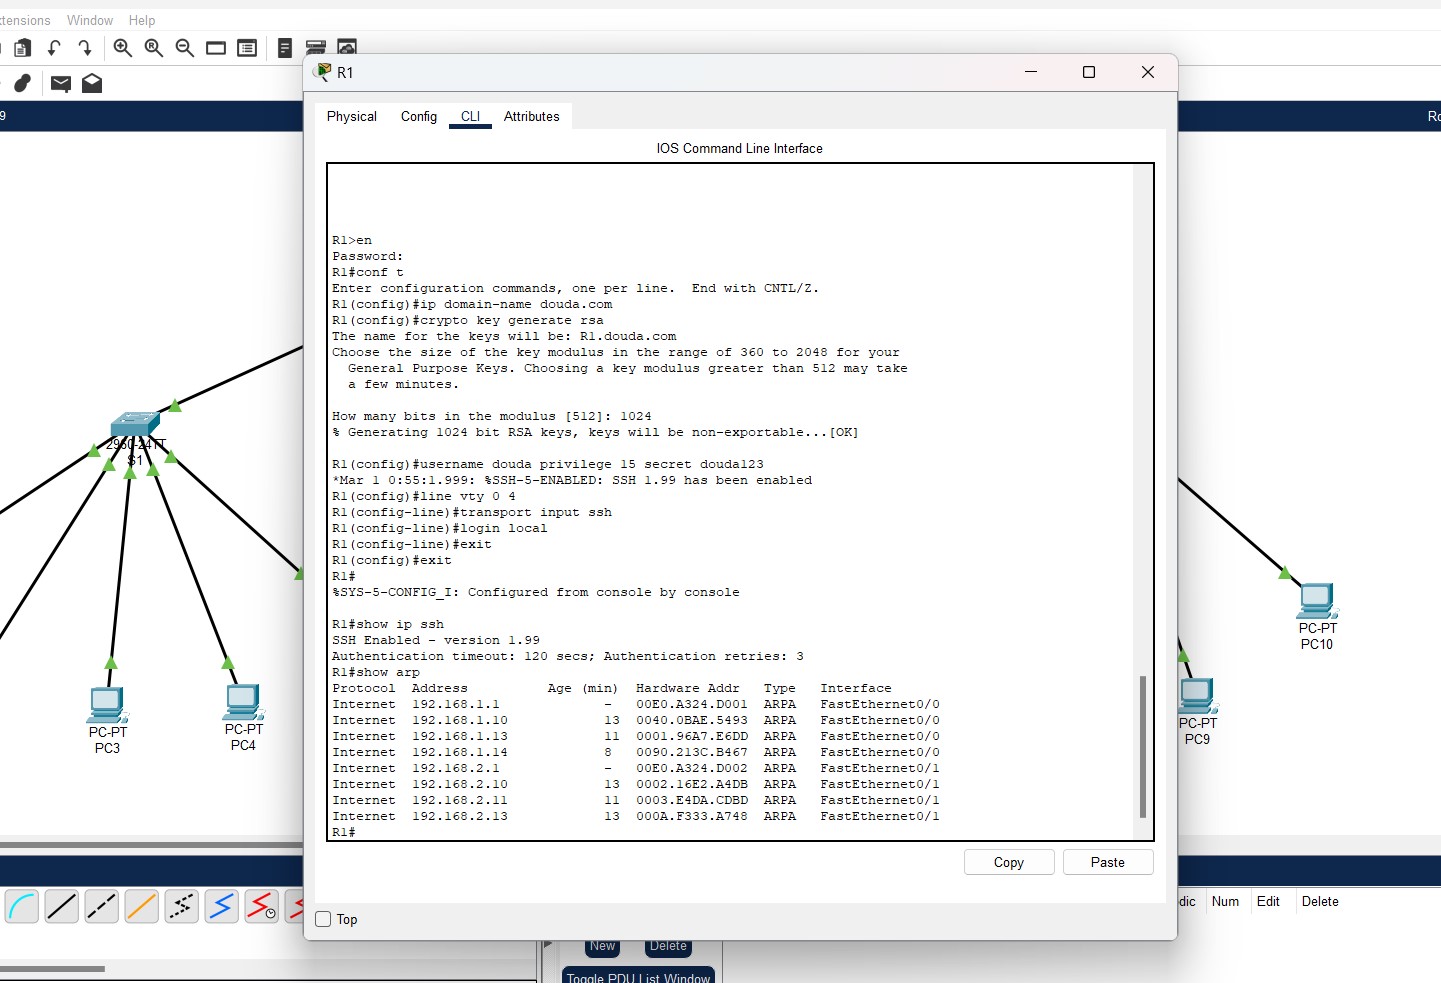 Window Help
R1
9
Physical Config CLI Attributes
IOS Command Line Interface
R1>en
Password:
R1#conf t
Enter configuration commands, one per line.  End with CNTL/Z.
R1(config)#ip domain-name douda.com
R1(config)#crypto key generate rsa
The name for the keys will be: R1.douda.com
Choose the size of the key modulus in the range of 360 to 2048 for your
  General Purpose Keys. Choosing a key modulus greater than 512 may take
  a few minutes.
How many bits in the modulus [512]: 1024
% Generating 1024 bit RSA keys, keys will be non-exportable...[OK]
R1(config)#username douda privilege 15 secret douda123
*Mar 1 0:55:1.999: %SSH-5-ENABLED: SSH 1.99 has been enabled
R1(config)#line vty 0 4
R1(config-line)#transport input ssh
R1(config-line)#login local
R1(config-line)#exit
R1(config)#exit
R1#
%SYS-5-CONFIG_I: Configured from console by console
R1#show ip ssh
SSH Enabled - version 1.99
Authentication timeout: 120 secs; Authentication retries: 3
R1#show arp
Protocol  Address          Age (min)  Hardware Addr   Type   Interface
Internet  192.168.1.1             -   00E0.A324.D001  ARPA   FastEthernet0/0
Internet  192.168.1.10            13  0040.0BAE.5493  ARPA   FastEthernet0/0
Internet  192.168.1.13            11  0001.96A7.E6DD  ARPA   FastEthernet0/0
Internet  192.168.1.14            8   0090.213C.B467  ARPA   FastEthernet0/0
Internet  192.168.2.1             -   00E0.A324.D002  ARPA   FastEthernet0/1
Internet  192.168.2.10            13  0002.16E2.A4DB  ARPA   FastEthernet0/1
Internet  192.168.2.11            11  0003.E4DA.CDBD  ARPA   FastEthernet0/1
Internet  192.168.2.13            13  000A.F333.A748  ARPA   FastEthernet0/1
R1#
Copy Paste
Top
2960-24TT
S1
PC-PT
PC3
PC-PT
PC4
PC-PT
PC10
PC-PT
PC9
Num Edit Delete
New Delete
Toggle PDU List Window